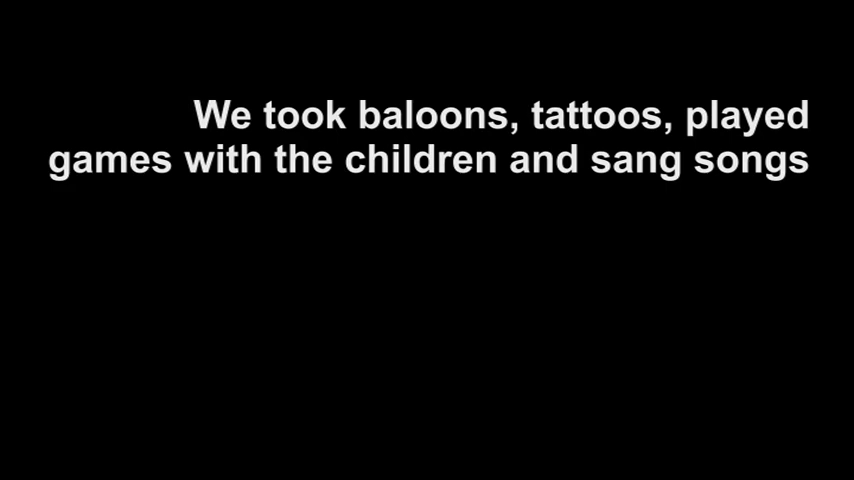 We took baloons, tattoos, played
games with the children and sang songs